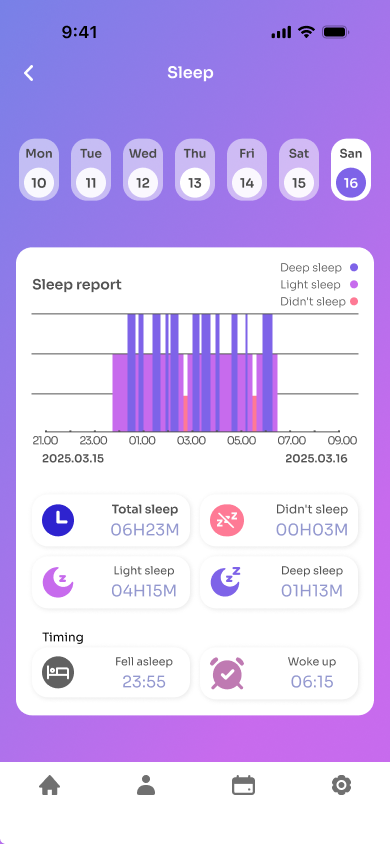 9:41
Sleep
Mon Tue Wed Thu Fri Sat San
10 11 12 13 14 15 16
Deep sleep
Sleep report
Light sleep
Didn't sleep
21.00 23.00 01.00 03.00 05.00 07.00 09.00
2025.03.15 2025.03.16
Total sleep Didn't sleep
06H23M 00H03M
z z z
Light sleep Deep sleep
04H15M 01H13M
z z z
Timing
Fell asleep Woke up
23:55 06:15